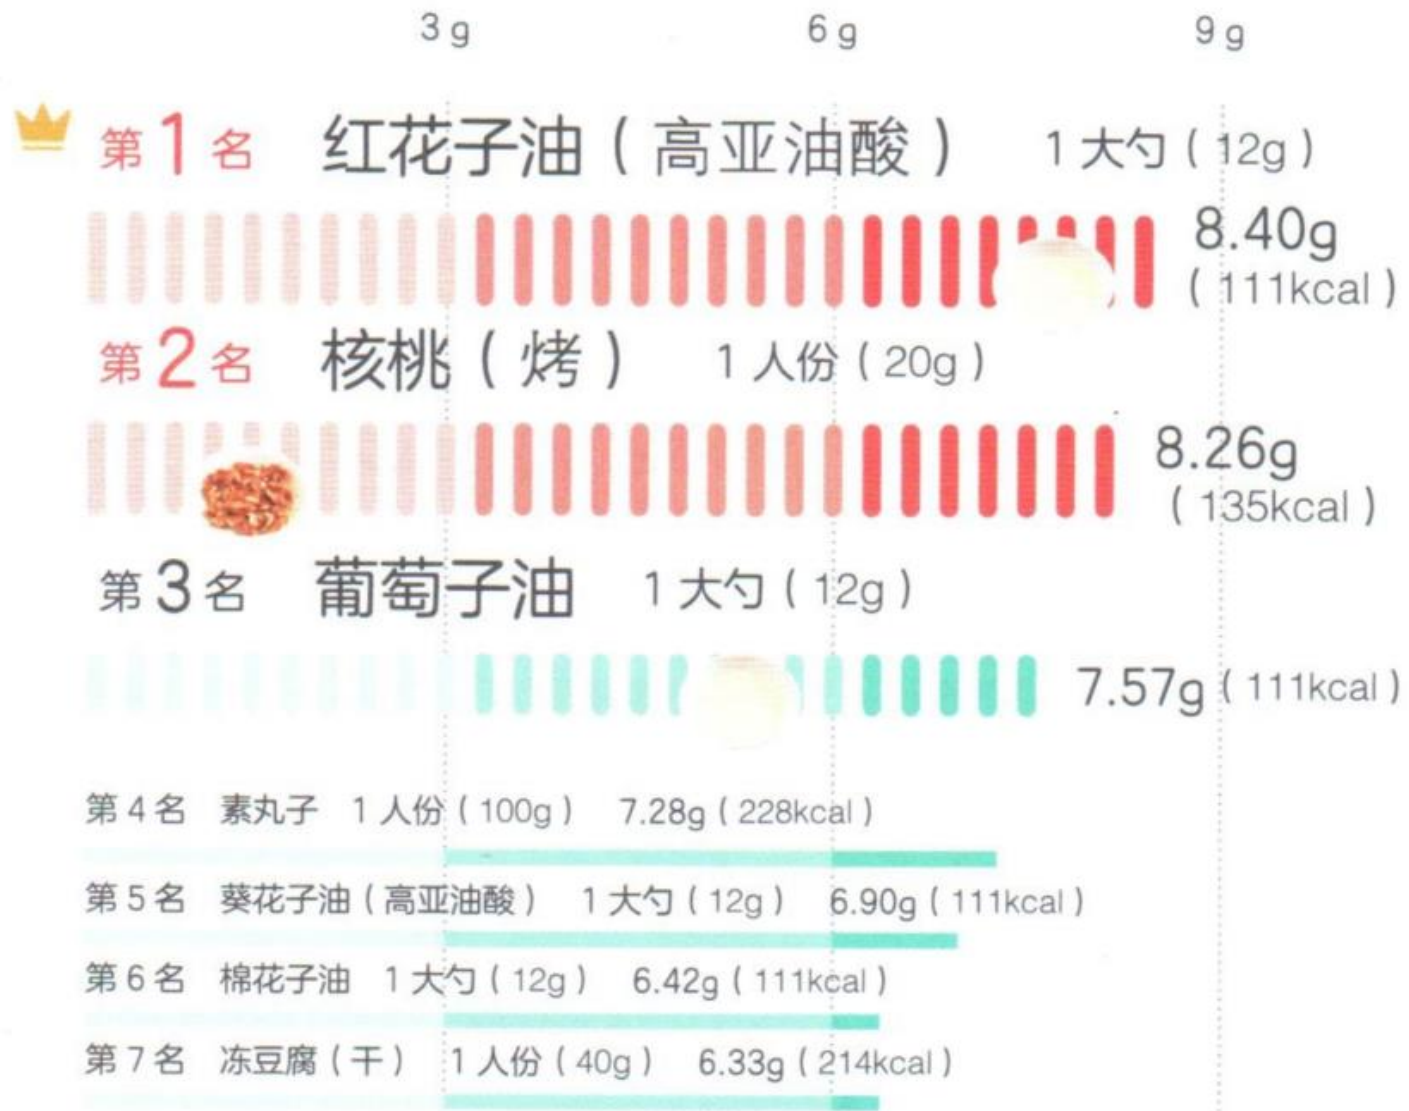 3g 6g 9g
第1名 红花子油(高亚油酸) 1大勺(12g)
8.40g
(111kcal)
第2名 核桃(烤) 1人份(20g)
8.26g
(135kcal)
第3名 葡萄子油 1大勺(12g)
7.57g(111kcal)
第4名 素丸子 1人份(100g) 7.28g(228kcal)
第5名 葵花子油(高亚油酸) 1大勺(12g) 6.90g(111kcal)
第6名 棉花子油 1大勺(12g) 6.42g(111kcal)
第7名 冻豆腐(干) 1人份(40g) 6.33g(214kcal)